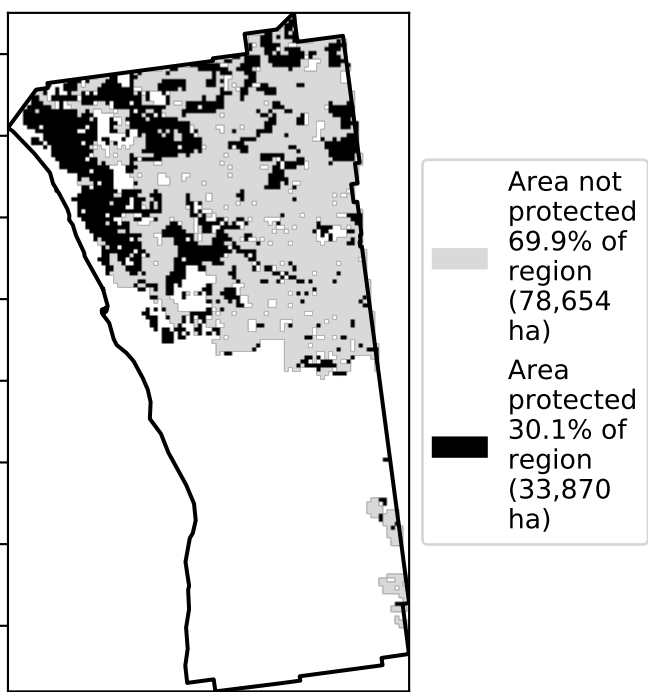 Area not
protected
69.9% of
region
(78,654
ha)
Area
protected
30.1% of
region
(33,870
ha)